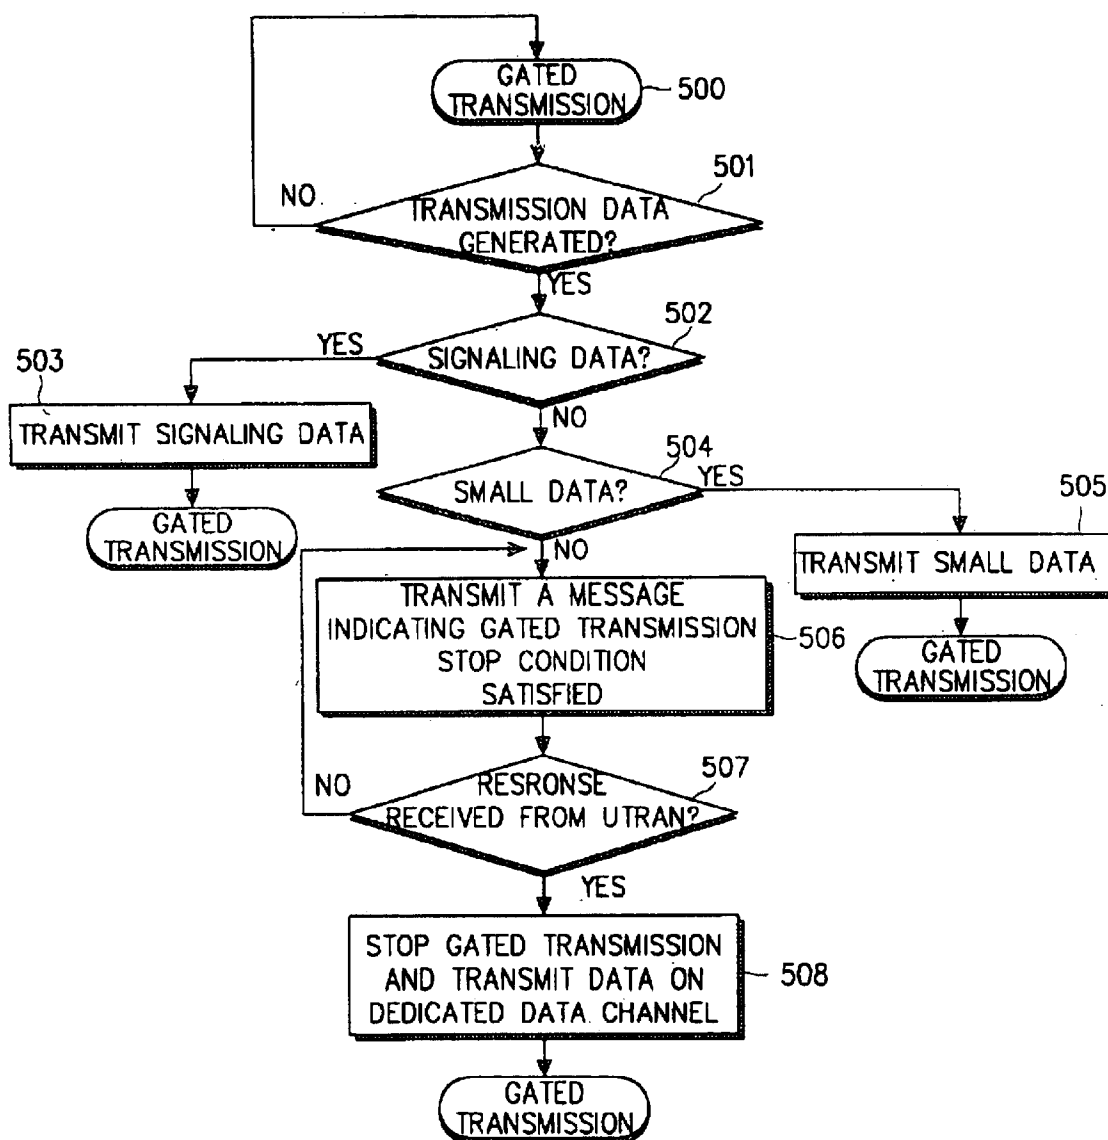 GATED
TRANSMISSION
500
501
NO
TRANSMISSION DATA
GENERATED?
YES
502
YES
SIGNALING DATA?
503
NO
TRANSMIT SIGNALING DATA
504
YES
SMALL DATA?
505
GATED
TRANSMISSION
NO
TRANSMIT SMALL DATA
TRANSMIT A MESSAGE
INDICATING GATED TRANSMISSION
STOP CONDITION
SATISFIED
506
GATED
TRANSMISSION
507
NO
RESRONSE
RECEIVED FROM UTRAN?
YES
STOP GATED TRANSMISSION
AND TRANSMIT DATA ON
DEDICATED DATA CHANNEL
508
GATED
TRANSMISSION